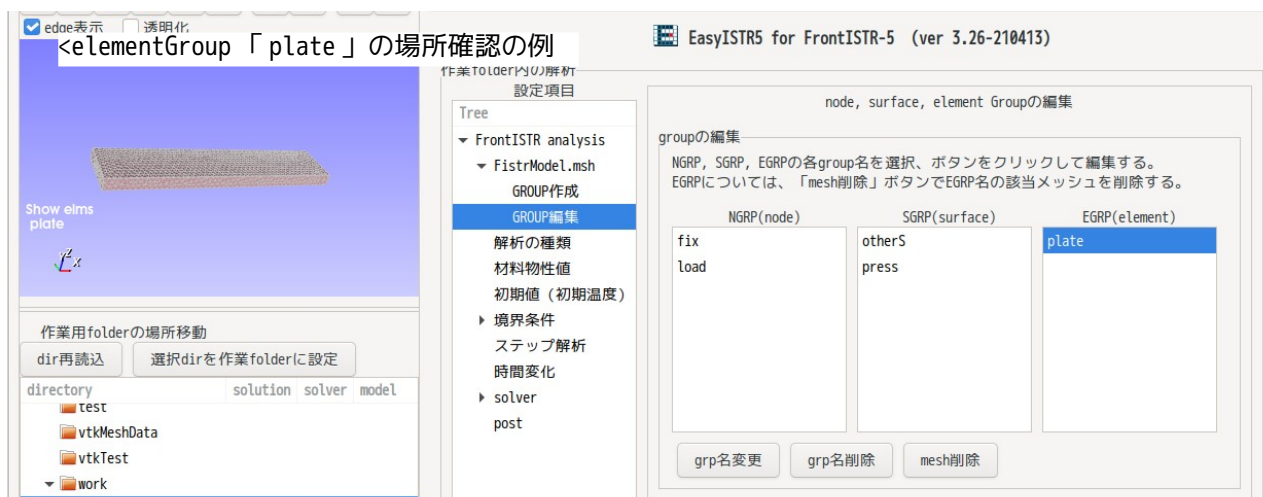 edge表示 透明化
<elementGroup 「 plate 」の場所確認の例
Show elms
plate
Z
X
作業用folderの場所移動
dir再読込 選択dirを作業folderに設定
directory solution solver model
test
vtkMeshData
vtkTest
work
EasyISTR5 for FrontISTR-5 (ver 3.26-210413)
作業folder内の解析
設定項目
Tree
FrontISTR analysis
FistrModel.msh
GROUP作成
GROUP編集
解析の種類
材料物性値
初期値（初期温度）
境界条件
ステップ解析
時間変化
solver
post
node, surface, element Groupの編集
groupの編集
NGRP, SGRP, EGRPの各group名を選択、ボタンをクリックして編集する。
EGRPについては、「mesh削除」ボタンでEGRP名の該当メッシュを削除する。
NGRP(node) SGRP(surface) EGRP(element)
fix otherS plate
load press
grp名変更 grp名削除 mesh削除